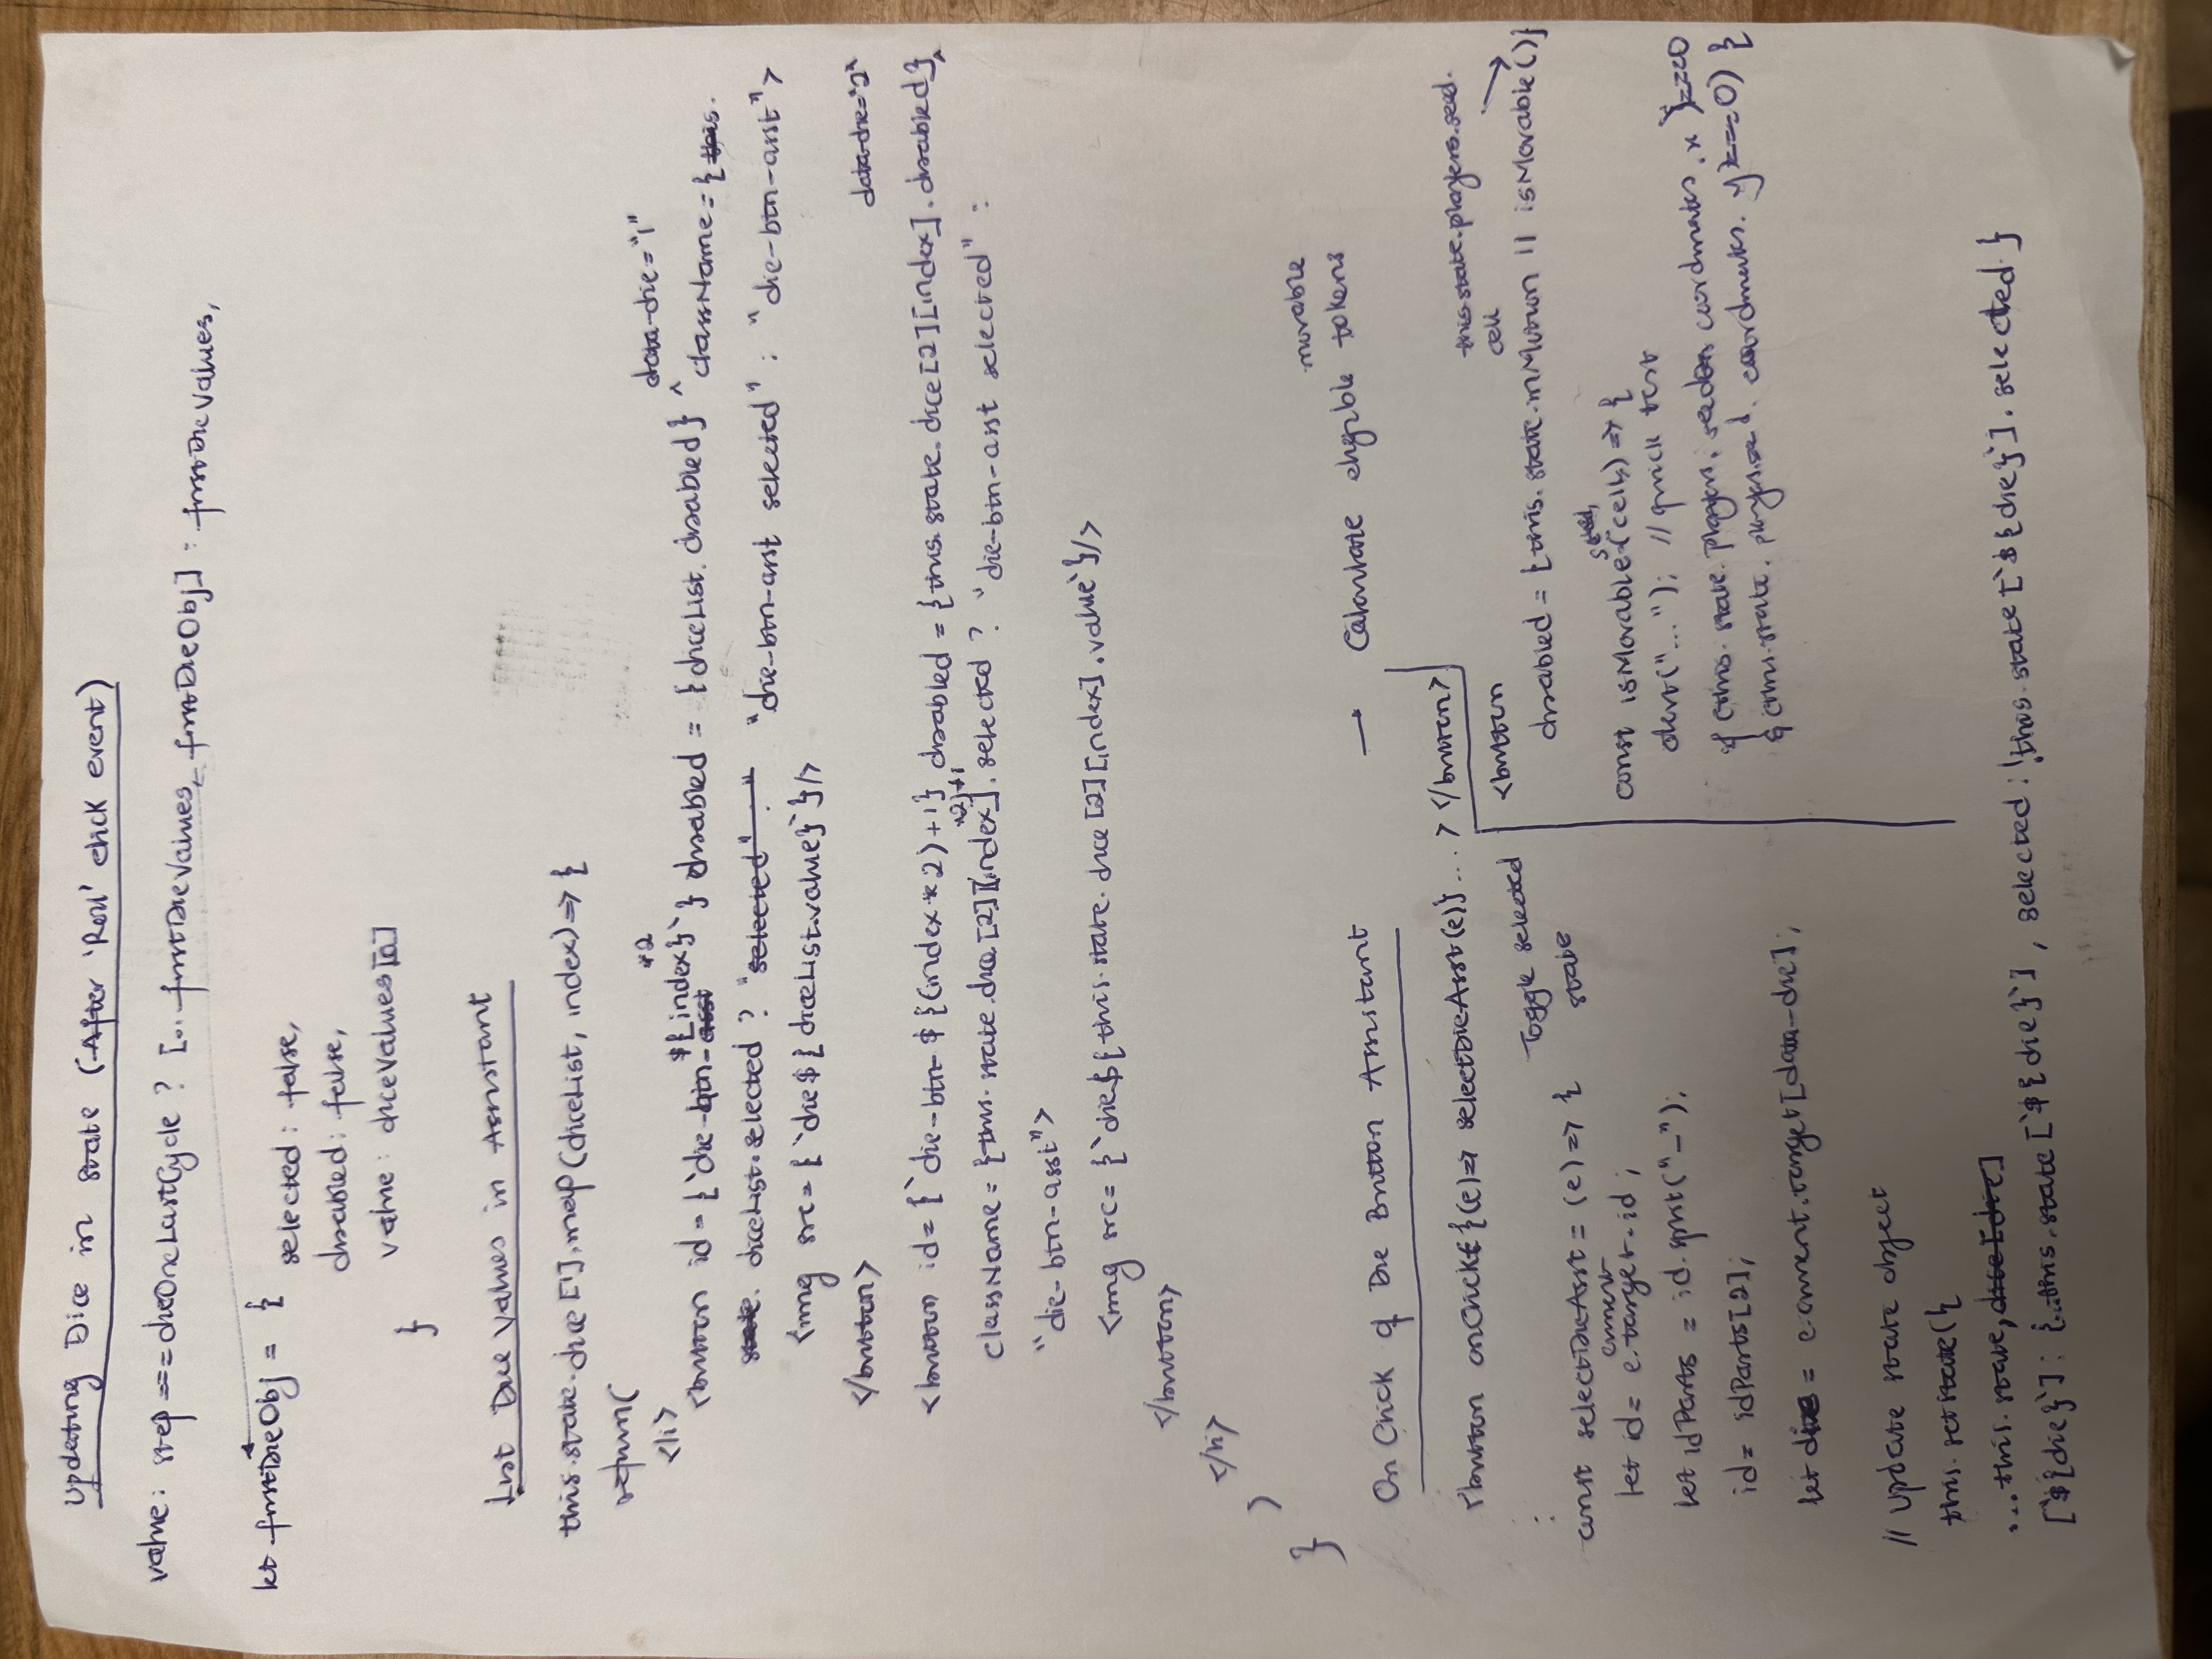 Updating Dice in state (After 'Roll' click event)
value: step === dieOneLastCycle ? [...firstDieValues, firstDieObj] : firstDieValues,
let firstDieObj = {
selected: false,
disabled: false,
value: diceValues[0]
}
List Dice Values in Assistant
this.state.dice[1].map(diceList, index) => {
return(
<li>
*2
data-die="1"
<button id={`die-btn-${index}`} disabled = {diceList.disabled} ^ className={
diceList.selected ? "die-btn-asst selected" : "die-btn-asst">
<img src={`die${diceList.value}`}/>
</button>
data-die="2"
<button id={`die-btn-${(index*2)+1} disabled = {this.state.dice[2][index].disabled}^
*2)+1
className={this.state.dice[2][(index].selected ? "die-btn-asst selected" :
"die-btn-asst">
<img src={`die${this.state.dice[2][index].value`}/>
</button>
</li>
)
}
On Click of Die Button Assistant
movable
→ Calculate eligible tokens
<button onClick={(e)=> selectDieAsst(e)}...></button>
:
Toggle selected
state
const selectDieAsst = (e) => {
current
let id= e.target.id;
let idParts = id.split("-");
id= idParts[2];
let die = e.current.target[data-die];
// Update state object
this.setState({
...this.state,
[`${die}`]: {...this.state[`${die}`], selected: !this.state[`${die}`].selected }
this.state.players.seed.
cell
<button
disabled = {this.state.inMotion || isMovable()}
const isMovable=(cell) => {
alert("..."); // quick test
if (this.state.players. coordinates.x)===0
& (this.state.players. coordinates.y)===0) {